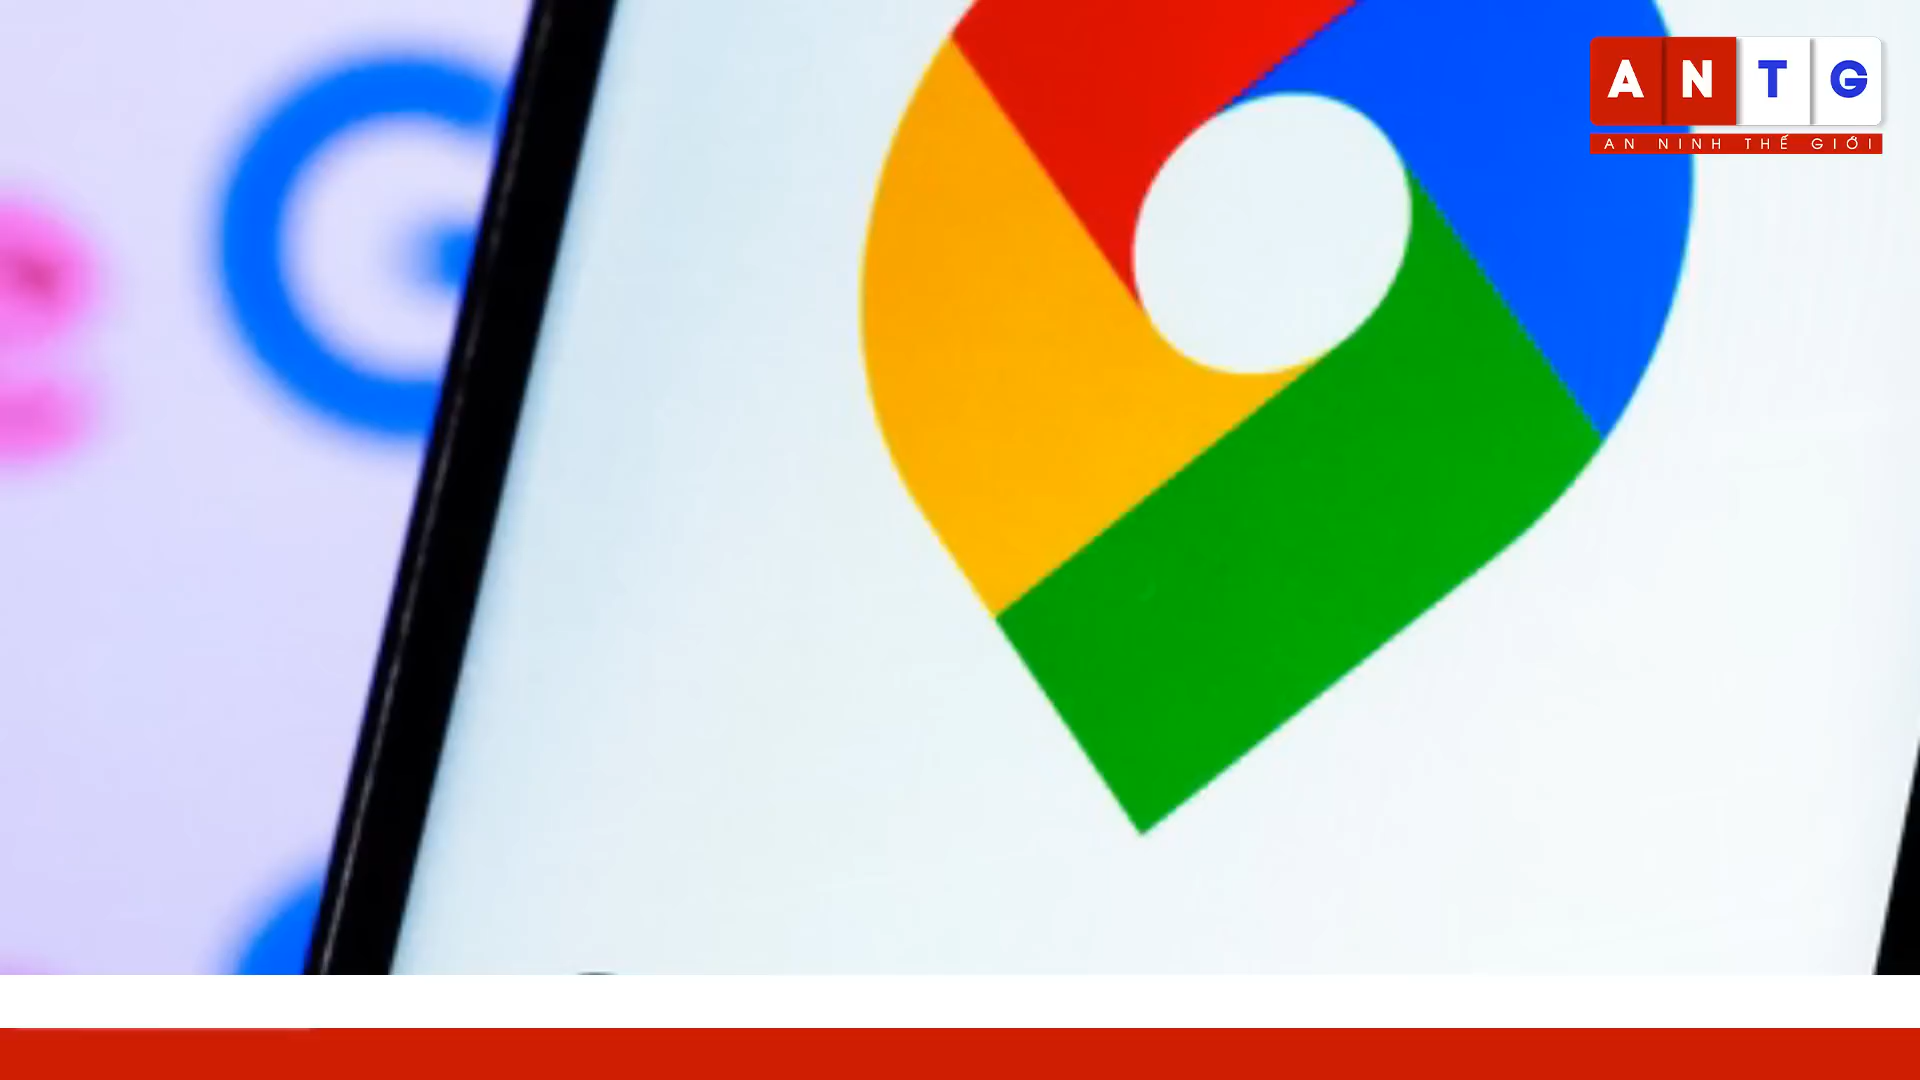 G
ANTG
AN NINH THẾ GIỚI